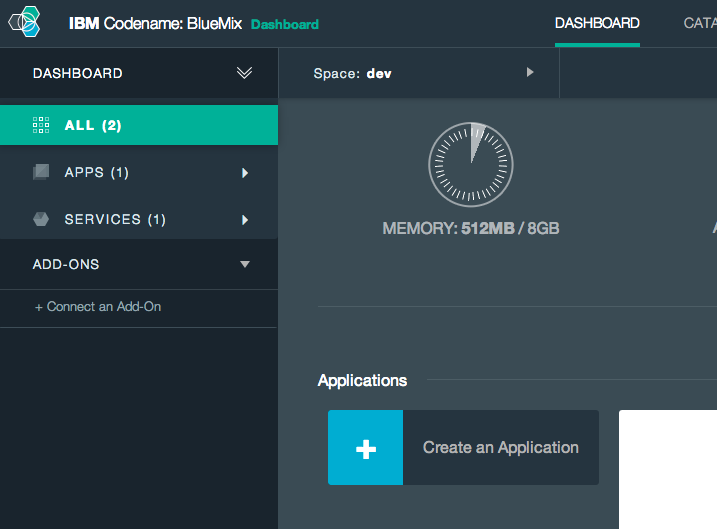 IBM Codename: BlueMix Dashboard
DASHBOARD
DASHBOARD
Space: dev
ALL (2)
APPS (1)
SERVICES (1)
ADD-ONS
+ Connect an Add-On
MEMORY: 512MB / 8GB
Applications
Create an Application